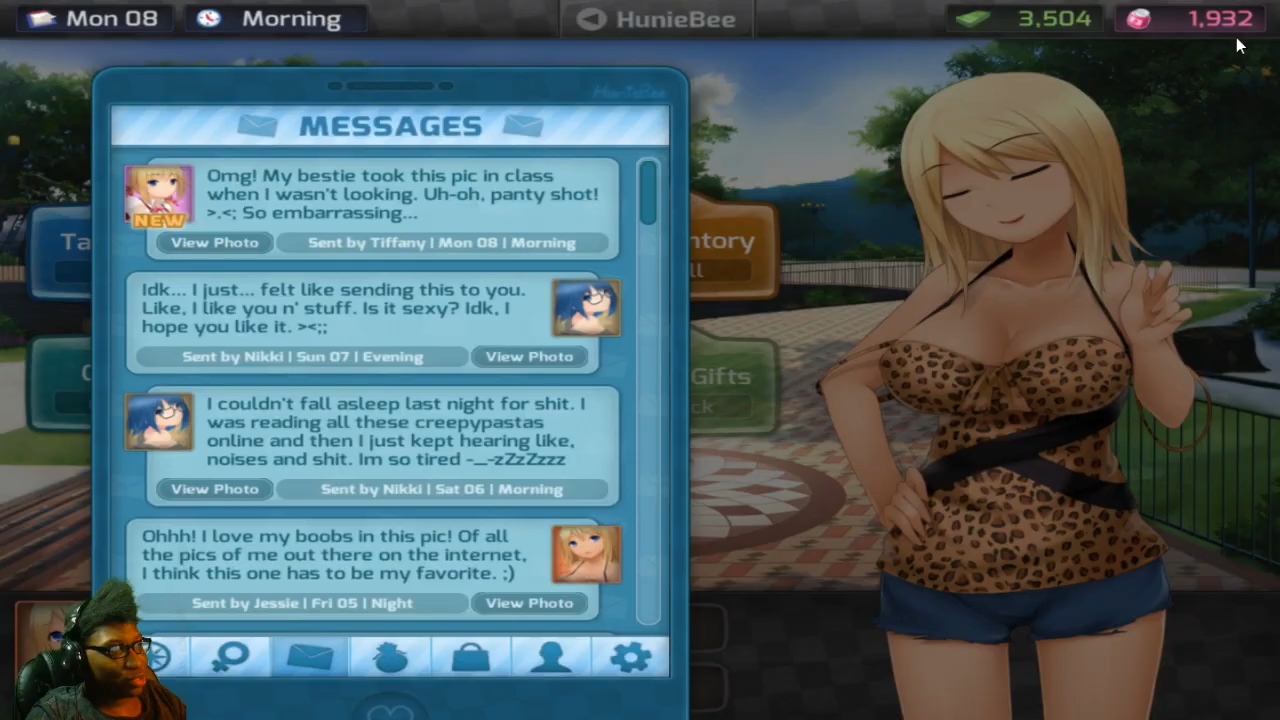 Mon 08
Morning
HunieBee
3,504
1,932
HunieBee
MESSAGES
Omg! My bestie took this pic in class
when I wasn't looking. Uh-oh, panty shot!
>.<; So embarrassing...
NEW
View Photo
Sent by Tiffany | Mon 08 | Morning
Idk... I just... felt like sending this to you.
Like, I like you n' stuff. Is it sexy? Idk, I
hope you like it. ><;;
Sent by Nikki | Sun 07 | Evening
View Photo
I couldn't fall asleep last night for shit. I
was reading all these creepypastas
online and then I just kept hearing like,
noises and shit. Im so tired -__-zZzZzzz
View Photo
Sent by Nikki | Sat 06 | Morning
Ohhh! I love my boobs in this pic! Of all
the pics of me out there on the internet,
I think this one has to be my favorite. ;)
Sent by Jessie | Fri 05 | Night
View Photo
Ta
ntory
ll
Gifts
ck